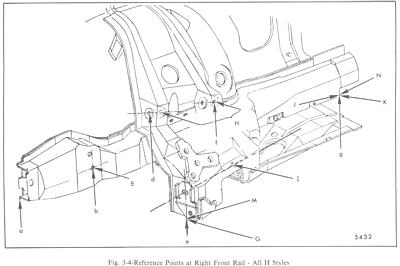 N
J
K
H
f
g
d
E
b
I
a
M
G
e
5432
Fig. 3-4-Reference Points at Right Front Rail - All H Styles